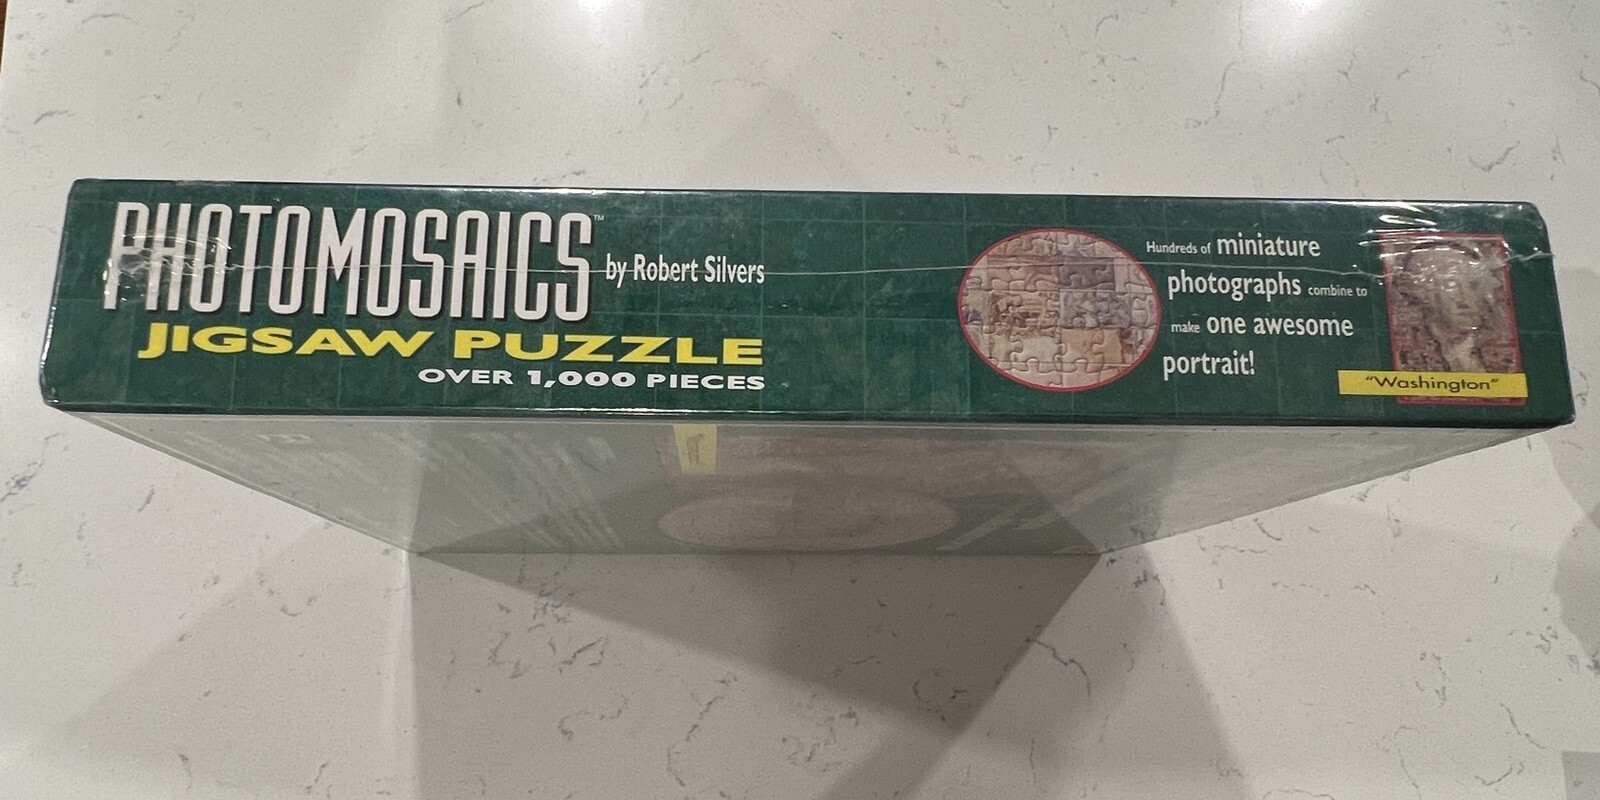 PHOTOMOSAICS™
by Robert Silvers
JIGSAW PUZZLE
OVER 1,000 PIECES
Hundreds of miniature
photographs combine to
make one awesome
portrait!
"Washington"